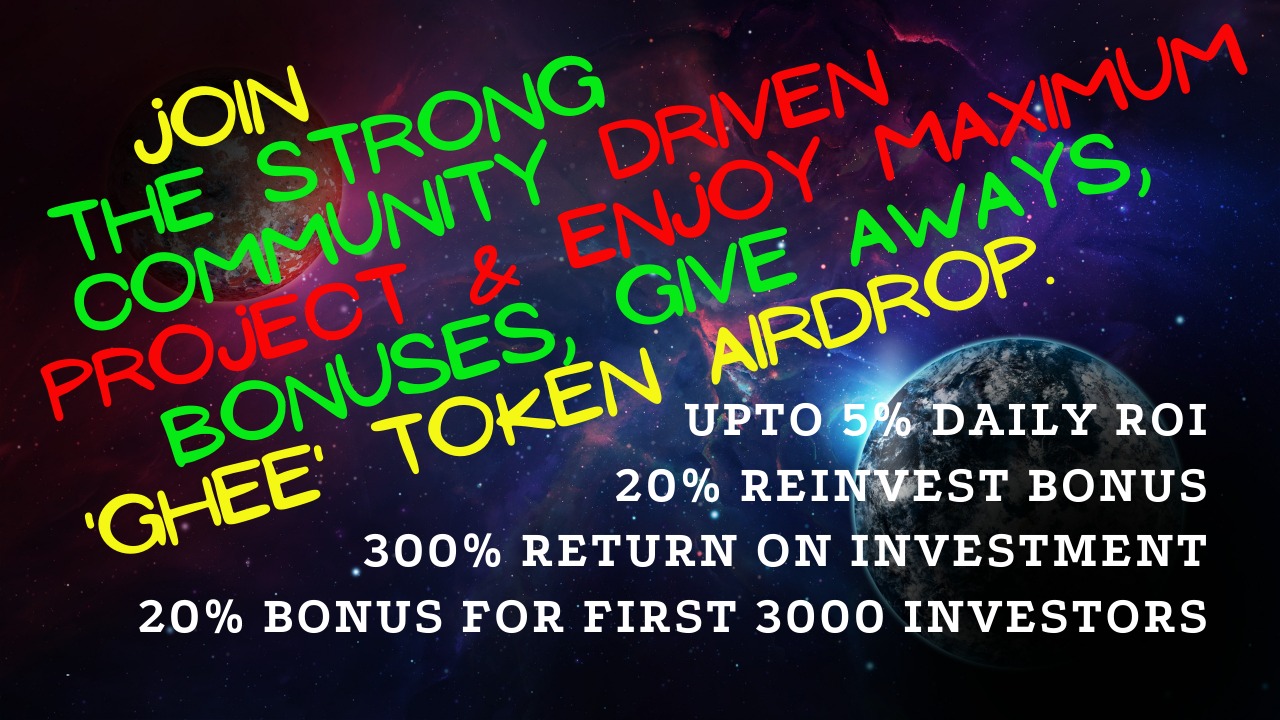 JOIN
THE STRONG
COMMUNITY DRIVEN
PROJECT & ENJOY MAXIMUM
BONUSES, GIVE AWAYS,
'GHEE' TOKEN AIRDROP.
UPTO 5% DAILY ROI
20% REINVEST BONUS
300% RETURN ON INVESTMENT
20% BONUS FOR FIRST 3000 INVESTORS